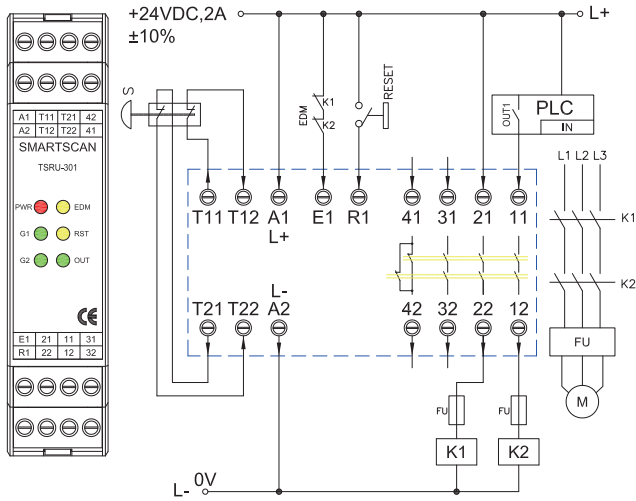 +24VDC,2A
±10%
L+
A1 T11 T21 42
A2 T12 T22 41
SMARTSCAN
TSRU-301
PWR EDM
G1 RST
G2 OUT
CE
E1 21 11 31
R1 22 12 32
S
EDM
K1
K2
RESET
OUT1
PLC
IN
T11 T12 A1 E1 R1 41 31 21 11
L+
L-
T21 T22 A2 42 32 22 12
L1 L2 L3
K1
K2
FU
M
FU
FU
K1
K2
L- 0V